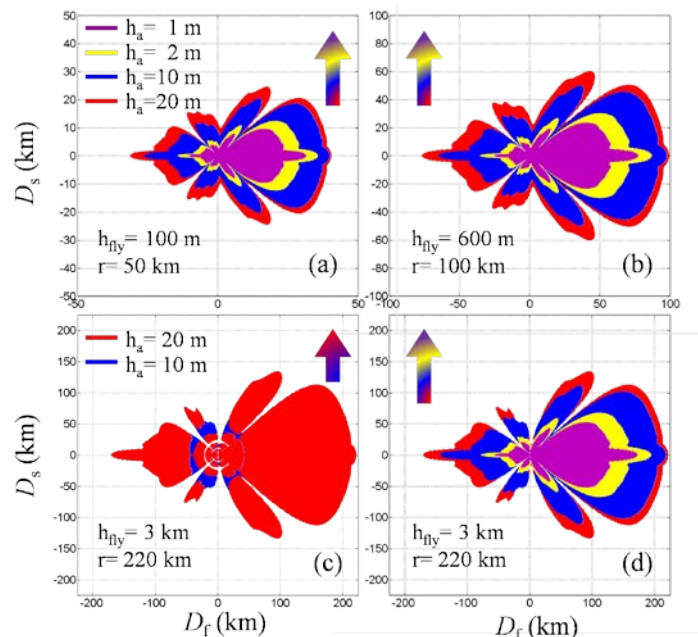 h_a= 1 m
h_a= 2 m
h_a=10 m
h_a=20 m
50
40
30
20
10
0
10
20
30
40
50
h_fly= 100 m
r= 50 km
(a)
-50
0
50
100
80
60
40
20
0
-20
-40
-60
-80
-100
h_fly= 600 m
r= 100 km
(b)
-100
-50
0
50
100
D_s (km)
h_a= 20 m
h_a= 10 m
200
150
100
50
0
-50
-100
-150
-200
h_fly= 3 km
r= 220 km
(c)
-200
-100
0
100
200
D_f (km)
D_s (km)
200
150
100
50
0
-50
-100
-150
-200
h_fly= 3 km
r= 220 km
(d)
-200
-100
0
100
200
D_f (km)